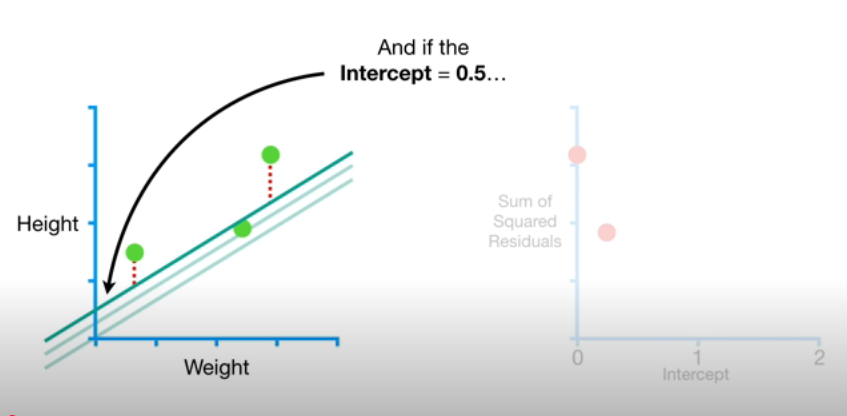 And if the
Intercept = 0.5...
Height
Weight
Sum of
Squared
Residuals
0
1
2
Intercept